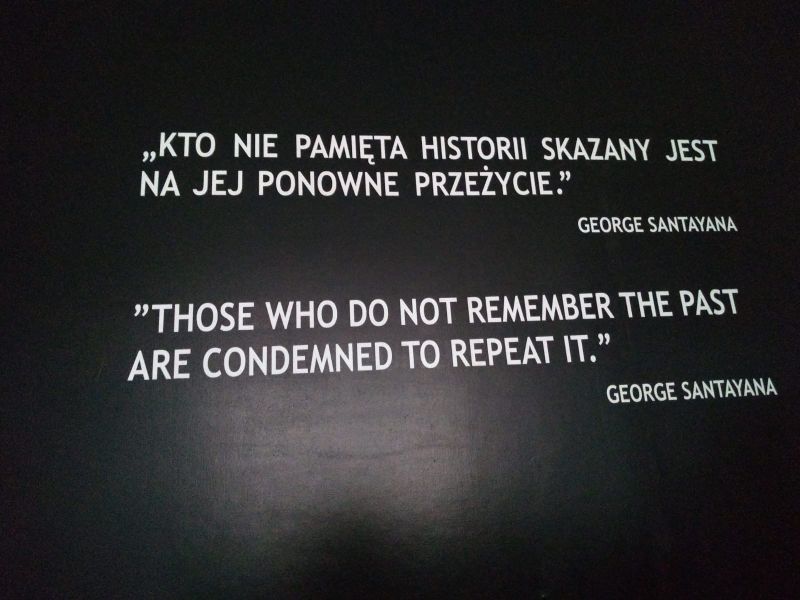 „KTO NIE PAMIĘTA HISTORII SKAZANY JEST
NA JEJ PONOWNE PRZEŻYCIE.”
GEORGE SANTAYANA
”THOSE WHO DO NOT REMEMBER THE PAST
ARE CONDEMNED TO REPEAT IT.”
GEORGE SANTAYANA